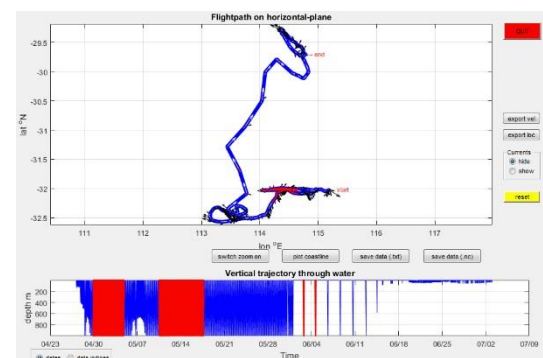 Flightpath on horizontal-plane
quit
-29.5
end
-30
-30.5
export vel.
lat °N
-31
export loc.
Currents
hide
-31.5
show
-32
start
reset
-32.5
111 112 113 114 115 116 117
lon °E
switch zoom on plot coastline save data (.txt) save data (.nc)
Vertical trajectory through water
200
400
600
800
depth m
04/23 04/30 05/07 05/14 05/21 05/28 06/04 06/11 06/18 06/25 07/02 07/09
dates data indices
Time